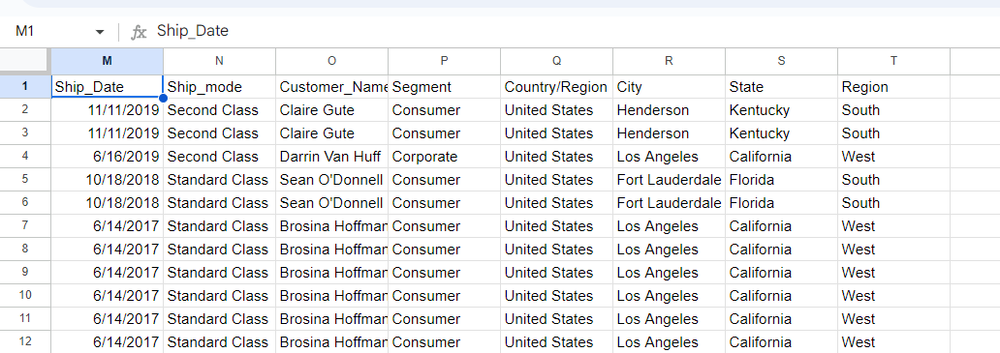 M1 fx Ship_Date
M N O P Q R S T
1 Ship_Date Ship_mode Customer_Name Segment Country/Region City State Region
2 11/11/2019 Second Class Claire Gute Consumer United States Henderson Kentucky South
3 11/11/2019 Second Class Claire Gute Consumer United States Henderson Kentucky South
4 6/16/2019 Second Class Darrin Van Huff Corporate United States Los Angeles California West
5 10/18/2018 Standard Class Sean O'Donnell Consumer United States Fort Lauderdale Florida South
6 10/18/2018 Standard Class Sean O'Donnell Consumer United States Fort Lauderdale Florida South
7 6/14/2017 Standard Class Brosina Hoffman Consumer United States Los Angeles California West
8 6/14/2017 Standard Class Brosina Hoffman Consumer United States Los Angeles California West
9 6/14/2017 Standard Class Brosina Hoffman Consumer United States Los Angeles California West
10 6/14/2017 Standard Class Brosina Hoffman Consumer United States Los Angeles California West
11 6/14/2017 Standard Class Brosina Hoffman Consumer United States Los Angeles California West
12 6/14/2017 Standard Class Brosina Hoffman Consumer United States Los Angeles California West